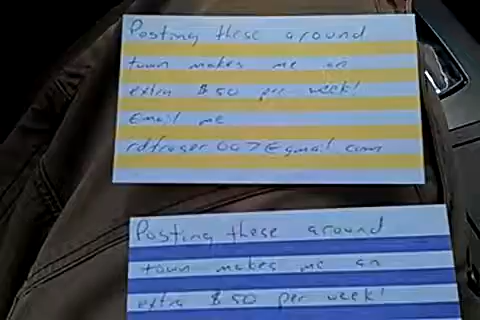 Posting these around
town makes me an
extra $50 per week!
Email me
rdfraser007@gmail.com
Posting these around
town makes me an
extra $50 per week!